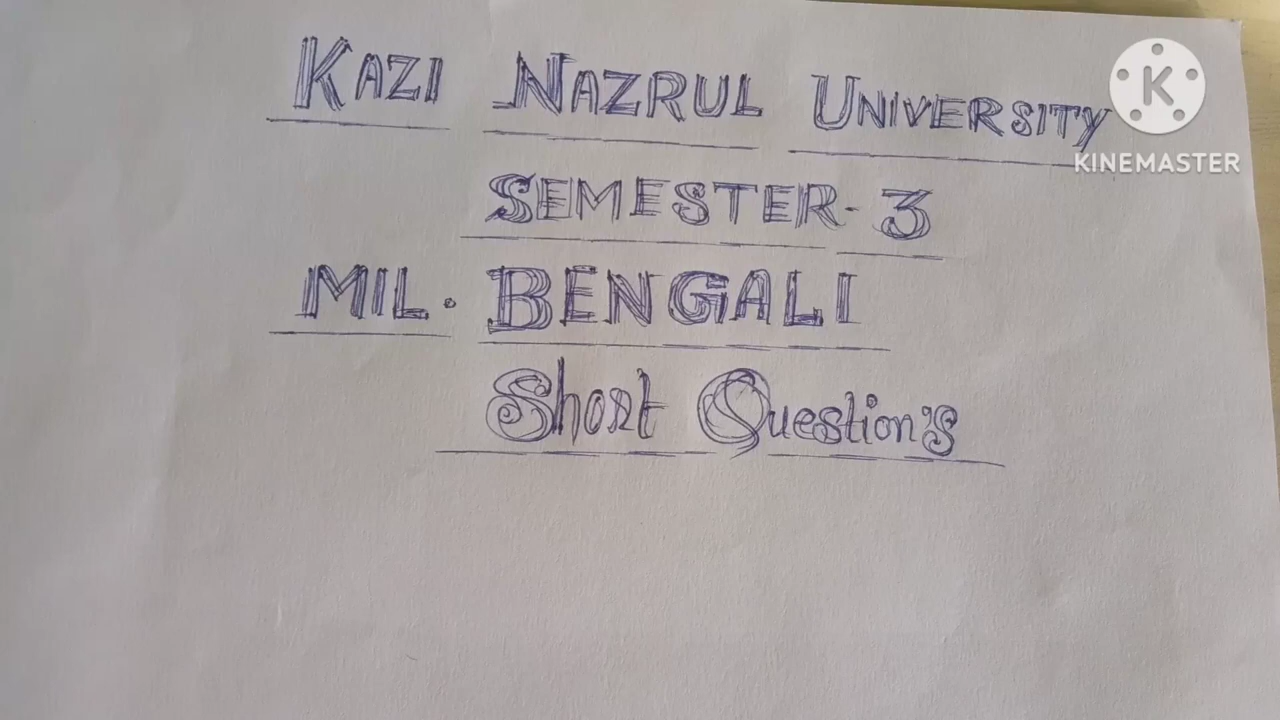 KAZI NAZRUL UNIVERSITY
KINEMASTER
SEMESTER-3
MIL. BENGALI
Short Question's